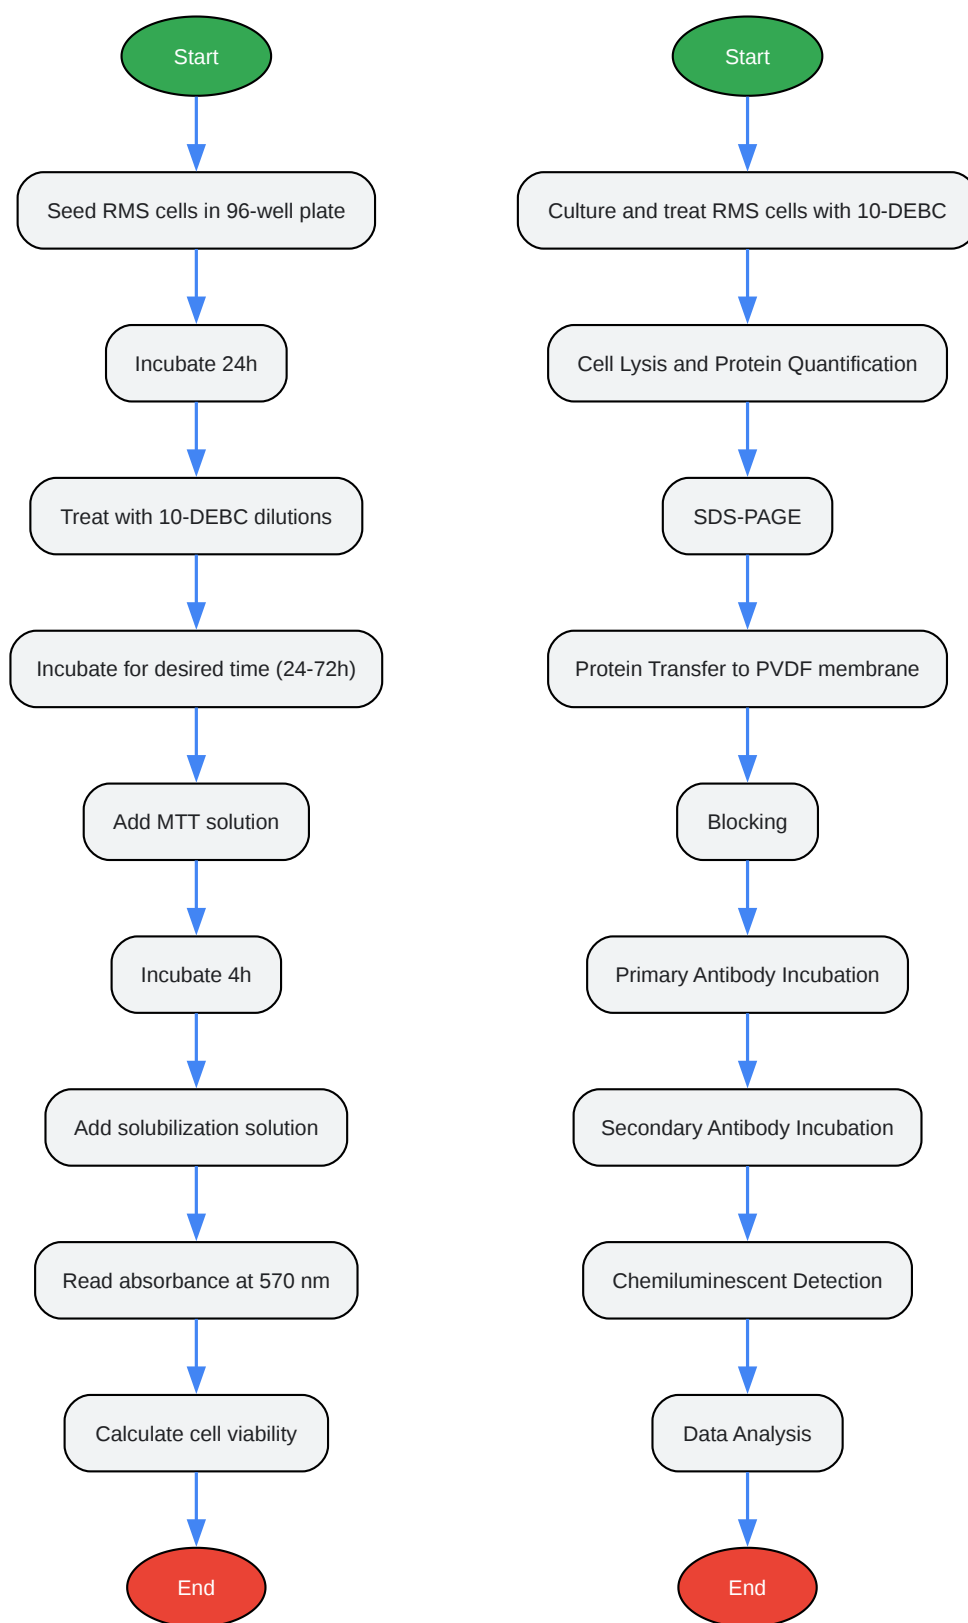 Start
Seed RMS cells in 96-well plate
Incubate 24h
Treat with 10-DEBC dilutions
Incubate for desired time (24-72h)
Add MTT solution
Incubate 4h
Add solubilization solution
Read absorbance at 570 nm
Calculate cell viability
End
Start
Culture and treat RMS cells with 10-DEBC
Cell Lysis and Protein Quantification
SDS-PAGE
Protein Transfer to PVDF membrane
Blocking
Primary Antibody Incubation
Secondary Antibody Incubation
Chemiluminescent Detection
Data Analysis
End